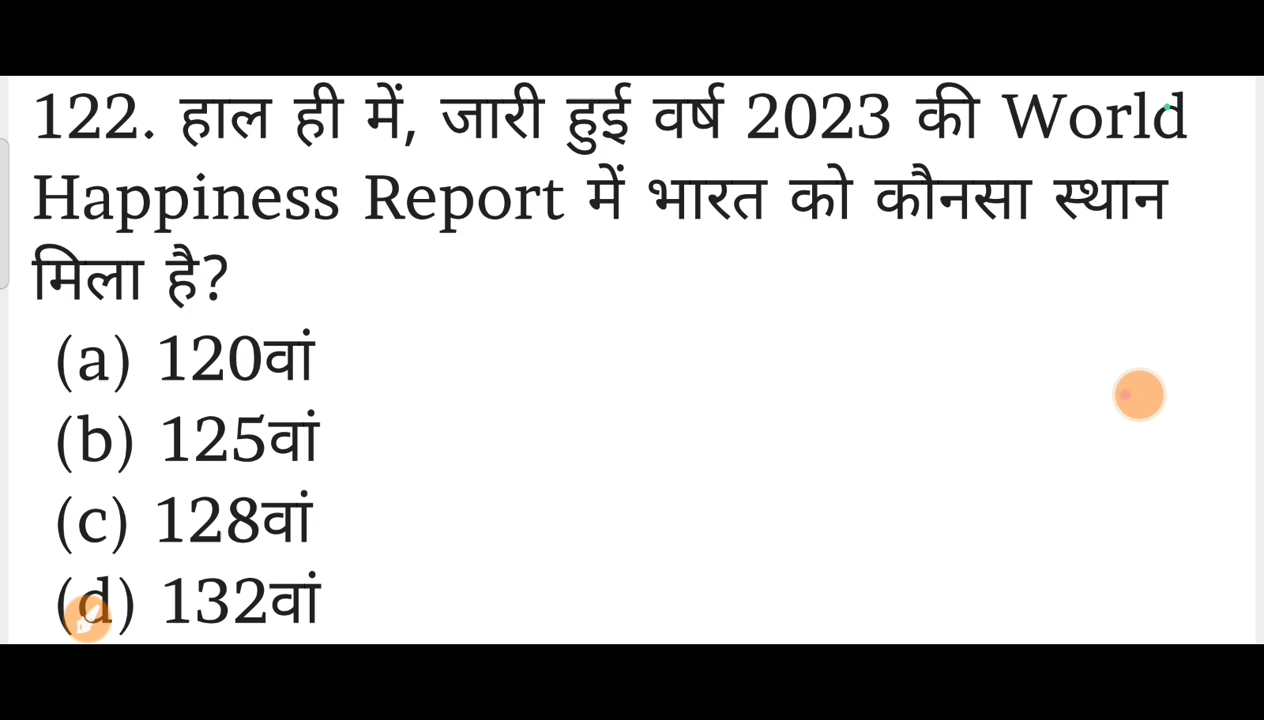 122. हाल ही में, जारी हुई वर्ष 2023 की World
Happiness Report में भारत को कौनसा स्थान
मिला है?
(a) 120वां
(b) 125वां
(c) 128वां
(d) 132वां